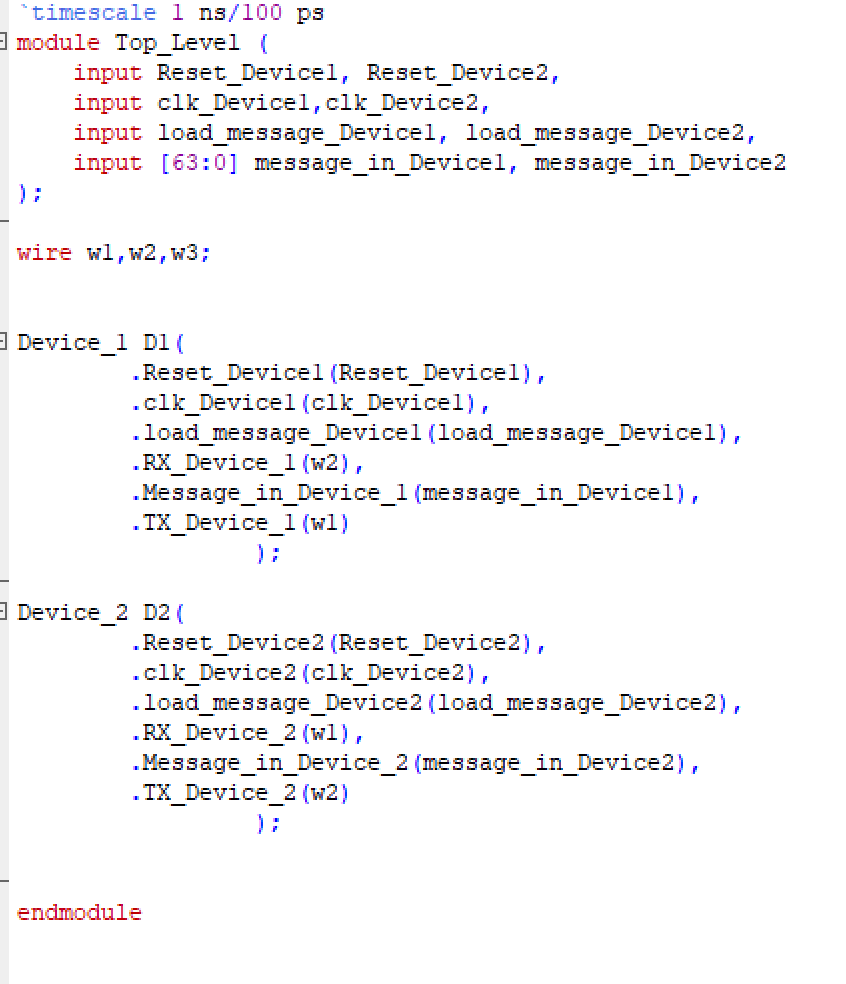 `timescale 1 ns/100 ps
module Top_Level (
input Reset_Device1, Reset_Device2,
input clk_Device1,clk_Device2,
input load_message_Device1, load_message_Device2,
input [63:0] message_in_Device1, message_in_Device2
);
wire w1,w2,w3;
Device_1 D1(
.Reset_Device1(Reset_Device1),
.clk_Device1(clk_Device1),
.load_message_Device1(load_message_Device1),
.RX_Device_1(w2),
.Message_in_Device_1(message_in_Device1),
.TX_Device_1(w1)
);
Device_2 D2(
.Reset_Device2(Reset_Device2),
.clk_Device2(clk_Device2),
.load_message_Device2(load_message_Device2),
.RX_Device_2(w1),
.Message_in_Device_2(message_in_Device2),
.TX_Device_2(w2)
);
endmodule